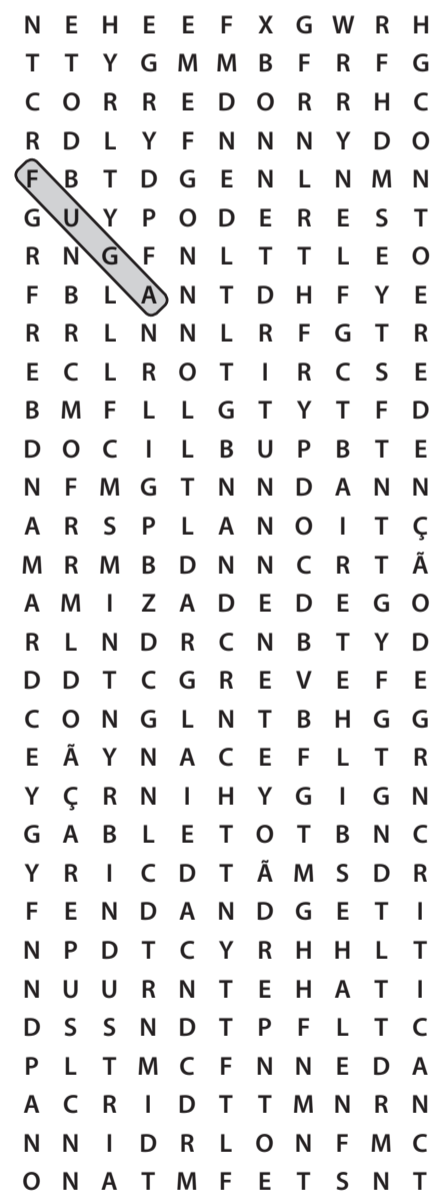 N E H E E F X G W R H
T T Y G M M B F R F G
C O R R E D O R R H C
R D L Y F N N N Y D O
F B T D G E N L N M N
G U Y P O D E R E S T
R N G F N L T T L E O
F B L A N T D H F Y E
R R L N N L R F G T R
E C L R O T I R C S E
B M F L L G T Y T F D
D O C I L B U P B T E
N F M G T N N D A N N
A R S P L A N O I T Ç
M R M B D N N C R T Ã
A M I Z A D E D E G O
R L N D R C N B T Y D
D D T C G R E V E F E
C O N G L N T B H G G
E Ã Y N A C E F L T R
Y Ç R N I H Y G I G N
G A B L E T O T B N C
Y R I C D T Ã M S D R
F E N D A N D G E T I
N P D T C Y R H H L T
N U U R N T E H A T I
D S S N D T P F L T C
P L T M C F N N E D A
A C R I D T T M N R N
N N I D R L O N F M C
O N A T M F E T S N T